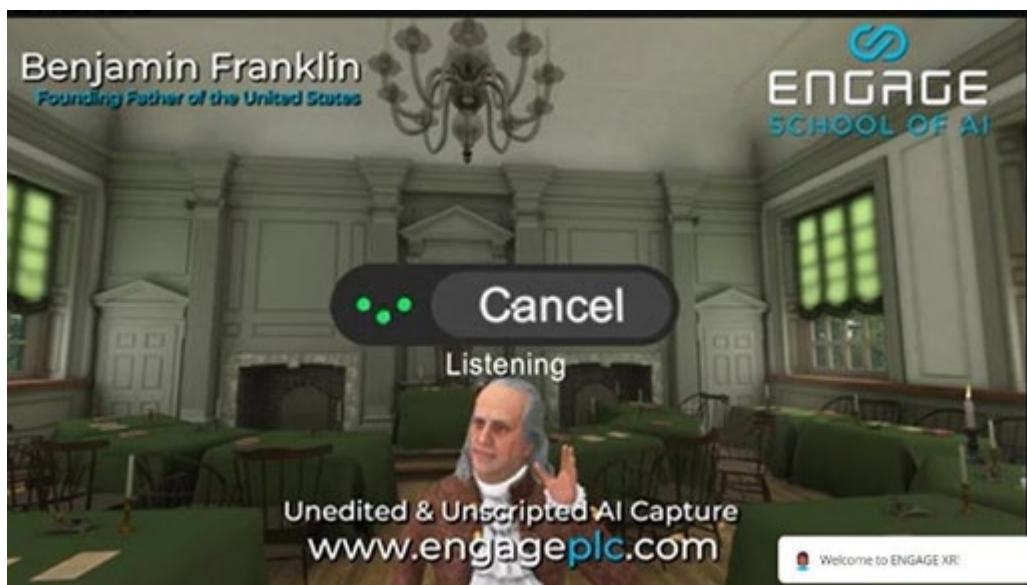 Benjamin Franklin
Founding Father of the United States
ENGAGE
SCHOOL OF AI
Cancel
Listening
Unedited & Unscripted AI Capture
www.engageplc.com
Welcome to ENGAGE XR!